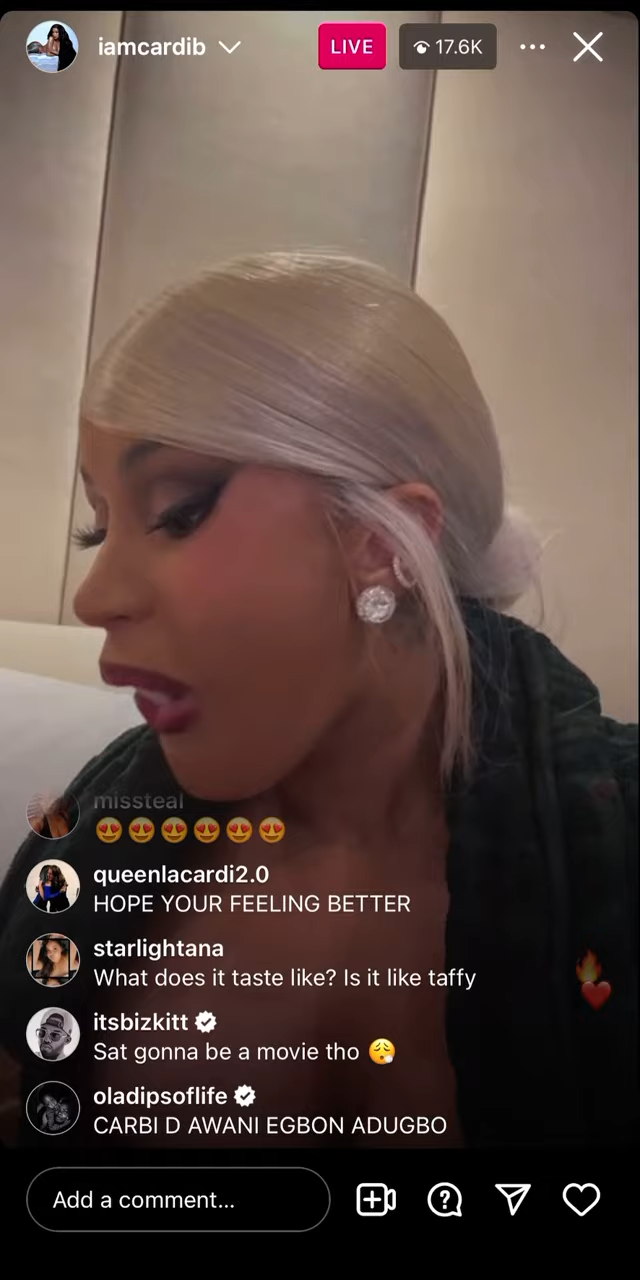 iamcardib
LIVE
17.6K
missteal
😍😍😍😍😍😍
queenlacardi2.0
HOPE YOUR FEELING BETTER
starlightana
What does it taste like? Is it like taffy
itsbizkitt
Sat gonna be a movie tho 😮‍💨
oladipsoflife
CARBI D AWANI EGBON ADUGBO
Add a comment...